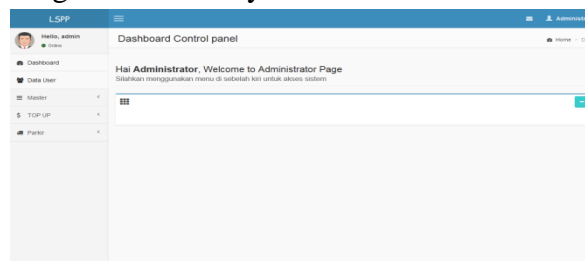 LSPP
Administr
Hello, admin
Online
Dashboard Control panel
Home
Dashboard
Data User
Master
$ TOP UP
Parkir
Hai Administrator, Welcome to Administrator Page
Silahkan menggunakan menu di sebelah kiri untuk akses sistem